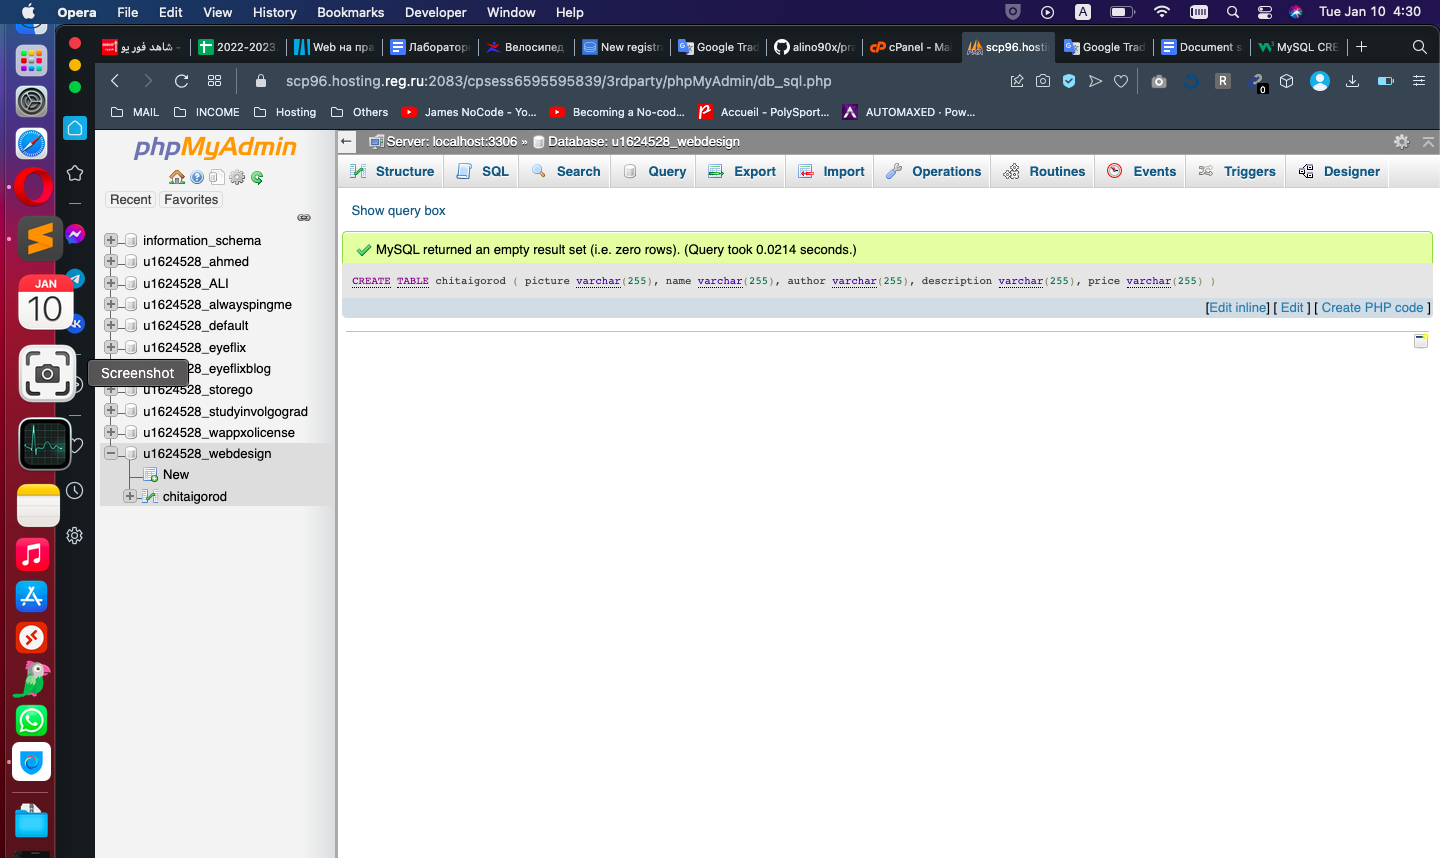 Opera File Edit View History Bookmarks Developer Window Help A Tue Jan 10 4:30
شاهد فور يو - 2022-2023 Web на пра Лаборатор Велосипед New registr Google Trad alino90x/pra cPanel - Ma scp96.hosti Google Trad Document s MySQL CRE
scp96.hosting.reg.ru:2083/cpsess6595595839/3rdparty/phpMyAdmin/db_sql.php R 0
MAIL INCOME Hosting Others James NoCode - Yo... Becoming a No-cod... Accueil - PolySport... AUTOMAXED - Pow...
phpMyAdmin
Recent Favorites
information_schema
u1624528_ahmed
u1624528_ALI
u1624528_alwayspingme
u1624528_default
u1624528_eyeflix
28_eyeflixblog
u1624528_storego
u1624528_studyinvolgograd
u1624528_wappxolicense
u1624528_webdesign
New
chitaigorod
JAN
10
Screenshot
Server: localhost:3306 » Database: u1624528_webdesign
Structure SQL Search Query Export Import Operations Routines Events Triggers Designer
Show query box
MySQL returned an empty result set (i.e. zero rows). (Query took 0.0214 seconds.)
CREATE TABLE chitaigorod ( picture varchar(255), name varchar(255), author varchar(255), description varchar(255), price varchar(255) )
[Edit inline] [ Edit ] [ Create PHP code ]